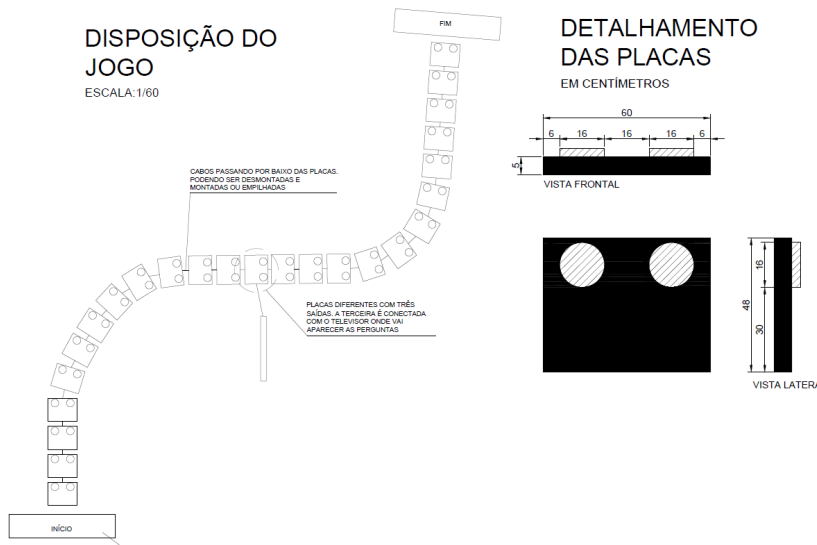 DISPOSIÇÃO DO
JOGO
ESCALA:1/60
FIM
CABOS PASSANDO POR BAIXO DAS PLACAS.
PODENDO SER DESMONTADAS E
MONTADAS OU EMPILHADAS
PLACAS DIFERENTES COM TRÊS
SAÍDAS. A TERCEIRA É CONECTADA
COM O TELEVISOR ONDE VAI
APARECER AS PERGUNTAS
INÍCIO
DETALHAMENTO
DAS PLACAS
EM CENTÍMETROS
60
6 16 16 16 6
5
VISTA FRONTAL
48
16
30
VISTA LATERA